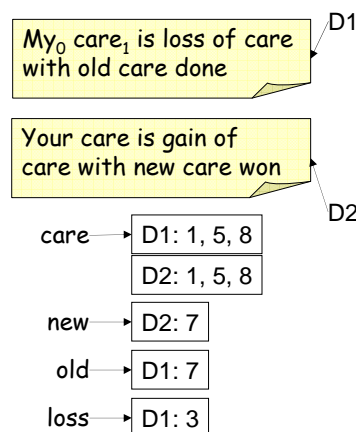 My₀ care₁ is loss of care
with old care done
D1
Your care is gain of
care with new care won
D2
care D1: 1, 5, 8
D2: 1, 5, 8
new D2: 7
old D1: 7
loss D1: 3